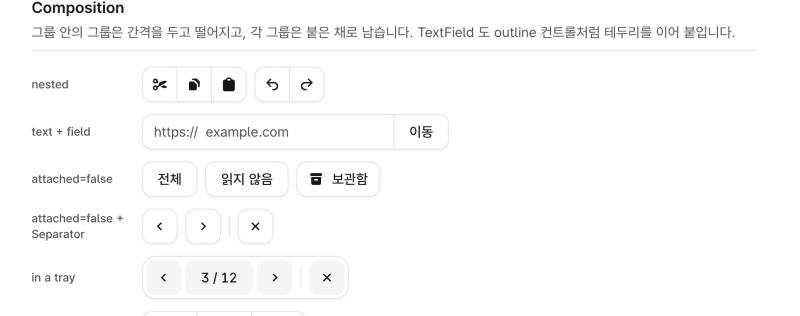 Composition
그룹 안의 그룹은 간격을 두고 떨어지고, 각 그룹은 붙은 채로 남습니다. TextField 도 outline 컨트롤처럼 테두리를 이어 붙입니다.
nested
text + field
https:// example.com 이동
attached=false
전체 읽지 않음 보관함
attached=false +
Separator
in a tray
3 / 12